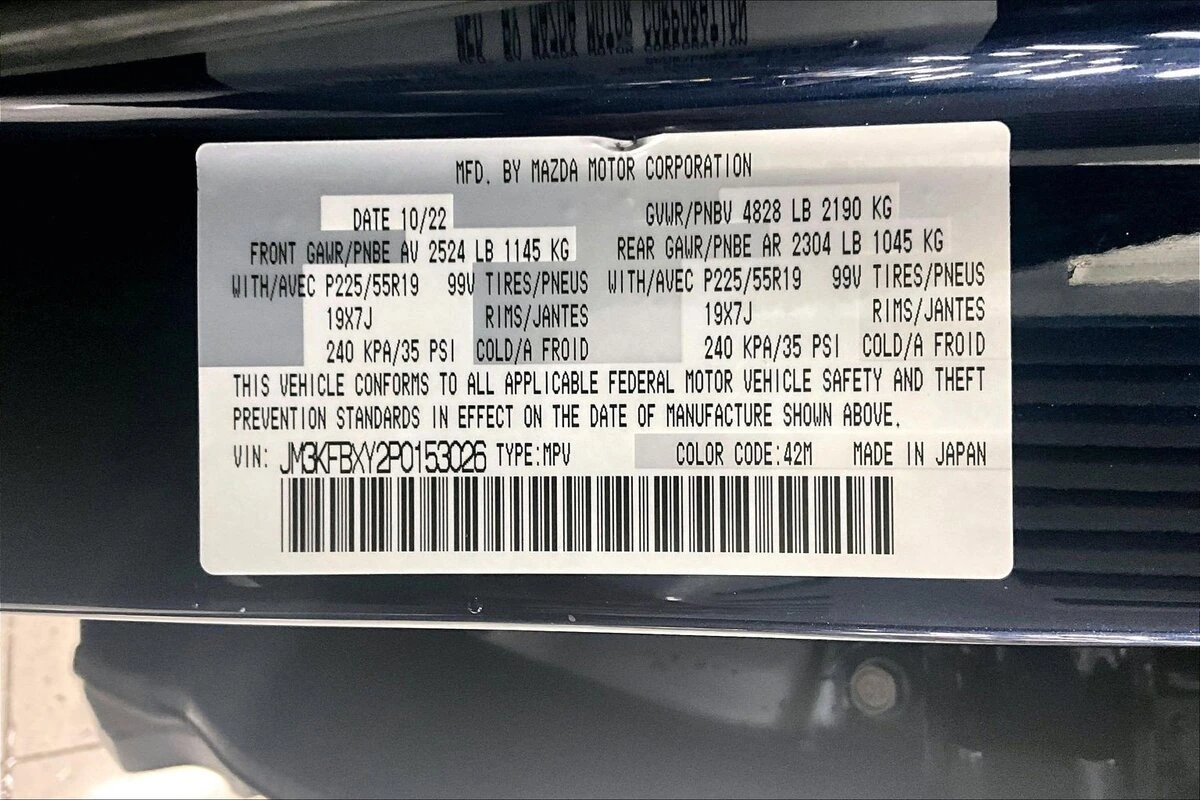 MFD. BY MAZDA MOTOR CORPORATION
DATE 10/22 GVWR/PNBV 4828 LB 2190 KG
FRONT GAWR/PNBE AV 2524 LB 1145 KG REAR GAWR/PNBE AR 2304 LB 1045 KG
WITH/AVEC P225/55R19 99V TIRES/PNEUS WITH/AVEC P225/55R19 99V TIRES/PNEUS
19X7J RIMS/JANTES 19X7J RIMS/JANTES
240 KPA/35 PSI COLD/A FROID 240 KPA/35 PSI COLD/A FROID
THIS VEHICLE CONFORMS TO ALL APPLICABLE FEDERAL MOTOR VEHICLE SAFETY AND THEFT
PREVENTION STANDARDS IN EFFECT ON THE DATE OF MANUFACTURE SHOWN ABOVE.
VIN: JM3KFBXY2P0153026 TYPE:MPV COLOR CODE:42M MADE IN JAPAN